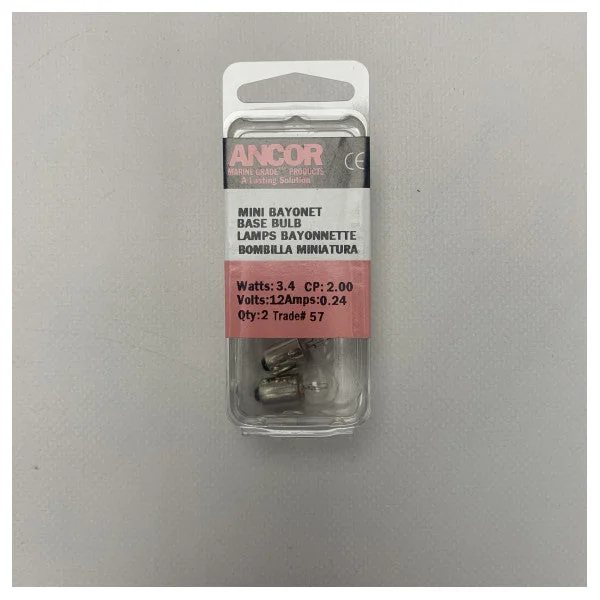 ANCOR
MARINE GRADE™ PRODUCTS
A Lasting Solution
CE
MINI BAYONET
BASE BULB
LAMPS BAYONNETTE
BOMBILLA MINIATURA
Watts:3.4 CP:2.00
Volts:12Amps:0.24
Qty:2 Trade# 57